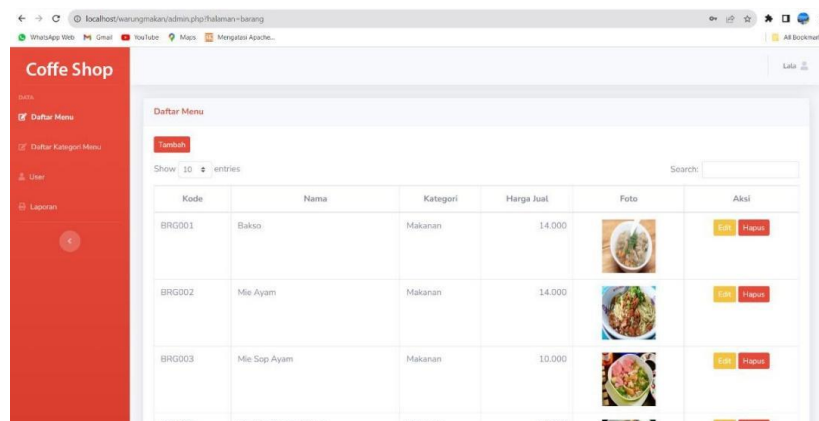 localhost/warungmakan/admin.php?halaman=barang
WhatsApp Web Gmail YouTube Maps Mengatasi Apache... All Bookmar
Coffe Shop
Lala
DATA
Daftar Menu
Daftar Kategori Menu
User
Laporan
Daftar Menu
Tambah
Show 10 entries
Search:
Kode Nama Kategori Harga Jual Foto Aksi
BRG001 Bakso Makanan 14.000 Edit Hapus
BRG002 Mie Ayam Makanan 14.000 Edit Hapus
BRG003 Mie Sop Ayam Makanan 10.000 Edit Hapus